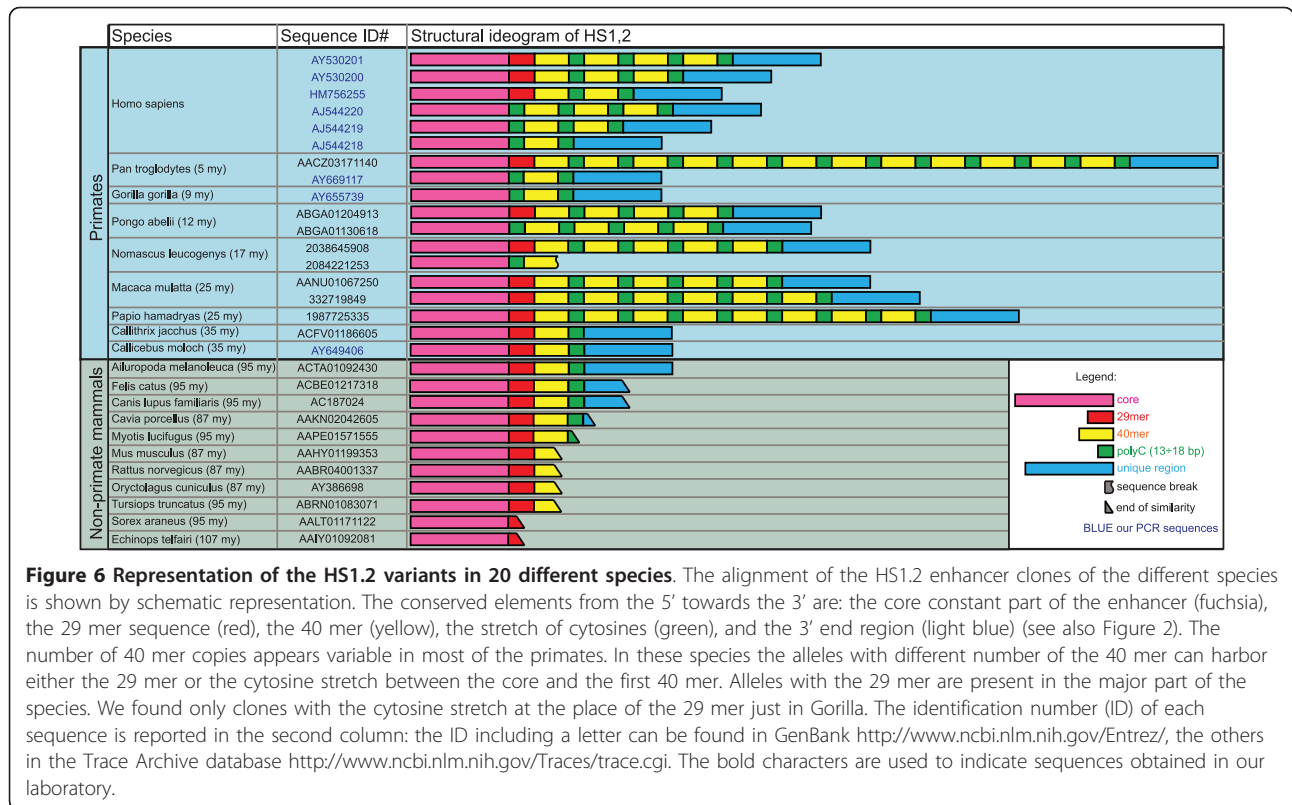 Species Sequence ID# Structural ideogram of HS1,2
Primates
Homo sapiens
AY530201
AY530200
HM756255
AJ544220
AJ544219
AJ544218
Pan troglodytes (5 my)
AACZ03171140
AY669117
Gorilla gorilla (9 my) AY655739
Pongo abelii (12 my)
ABGA01204913
ABGA01130618
Nomascus leucogenys (17 my)
2038645908
2084221253
Macaca mulatta (25 my)
AANU01067250
332719849
Papio hamadryas (25 my) 1987725335
Callithrix jacchus (35 my) ACFV01186605
Callicebus moloch (35 my) AY649406
Non-primate mammals
Ailuropoda melanoleuca (95 my) ACTA01092430
Felis catus (95 my) ACBE01217318
Canis lupus familiaris (95 my) AC187024
Cavia porcellus (87 my) AAKN02042605
Myotis lucifugus (95 my) AAPE01571555
Mus musculus (87 my) AAHY01199353
Rattus norvegicus (87 my) AABR04001337
Oryctolagus cuniculus (87 my) AY386698
Tursiops truncatus (95 my) ABRN01083071
Sorex araneus (95 my) AALT01171122
Echinops telfairi (107 my) AAIY01092081
Legend:
core
29mer
40mer
polyC (13÷18 bp)
unique region
sequence break
end of similarity
BLUE our PCR sequences
Figure 6 Representation of the HS1.2 variants in 20 different species. The alignment of the HS1.2 enhancer clones of the different species
is shown by schematic representation. The conserved elements from the 5' towards the 3' are: the core constant part of the enhancer (fuchsia),
the 29 mer sequence (red), the 40 mer (yellow), the stretch of cytosines (green), and the 3' end region (light blue) (see also Figure 2). The
number of 40 mer copies appears variable in most of the primates. In these species the alleles with different number of the 40 mer can harbor
either the 29 mer or the cytosine stretch between the core and the first 40 mer. Alleles with the 29 mer are present in the major part of the
species. We found only clones with the cytosine stretch at the place of the 29 mer just in Gorilla. The identification number (ID) of each
sequence is reported in the second column: the ID including a letter can be found in GenBank http://www.ncbi.nlm.nih.gov/Entrez/, the others
in the Trace Archive database http://www.ncbi.nlm.nih.gov/Traces/trace.cgi. The bold characters are used to indicate sequences obtained in our
laboratory.